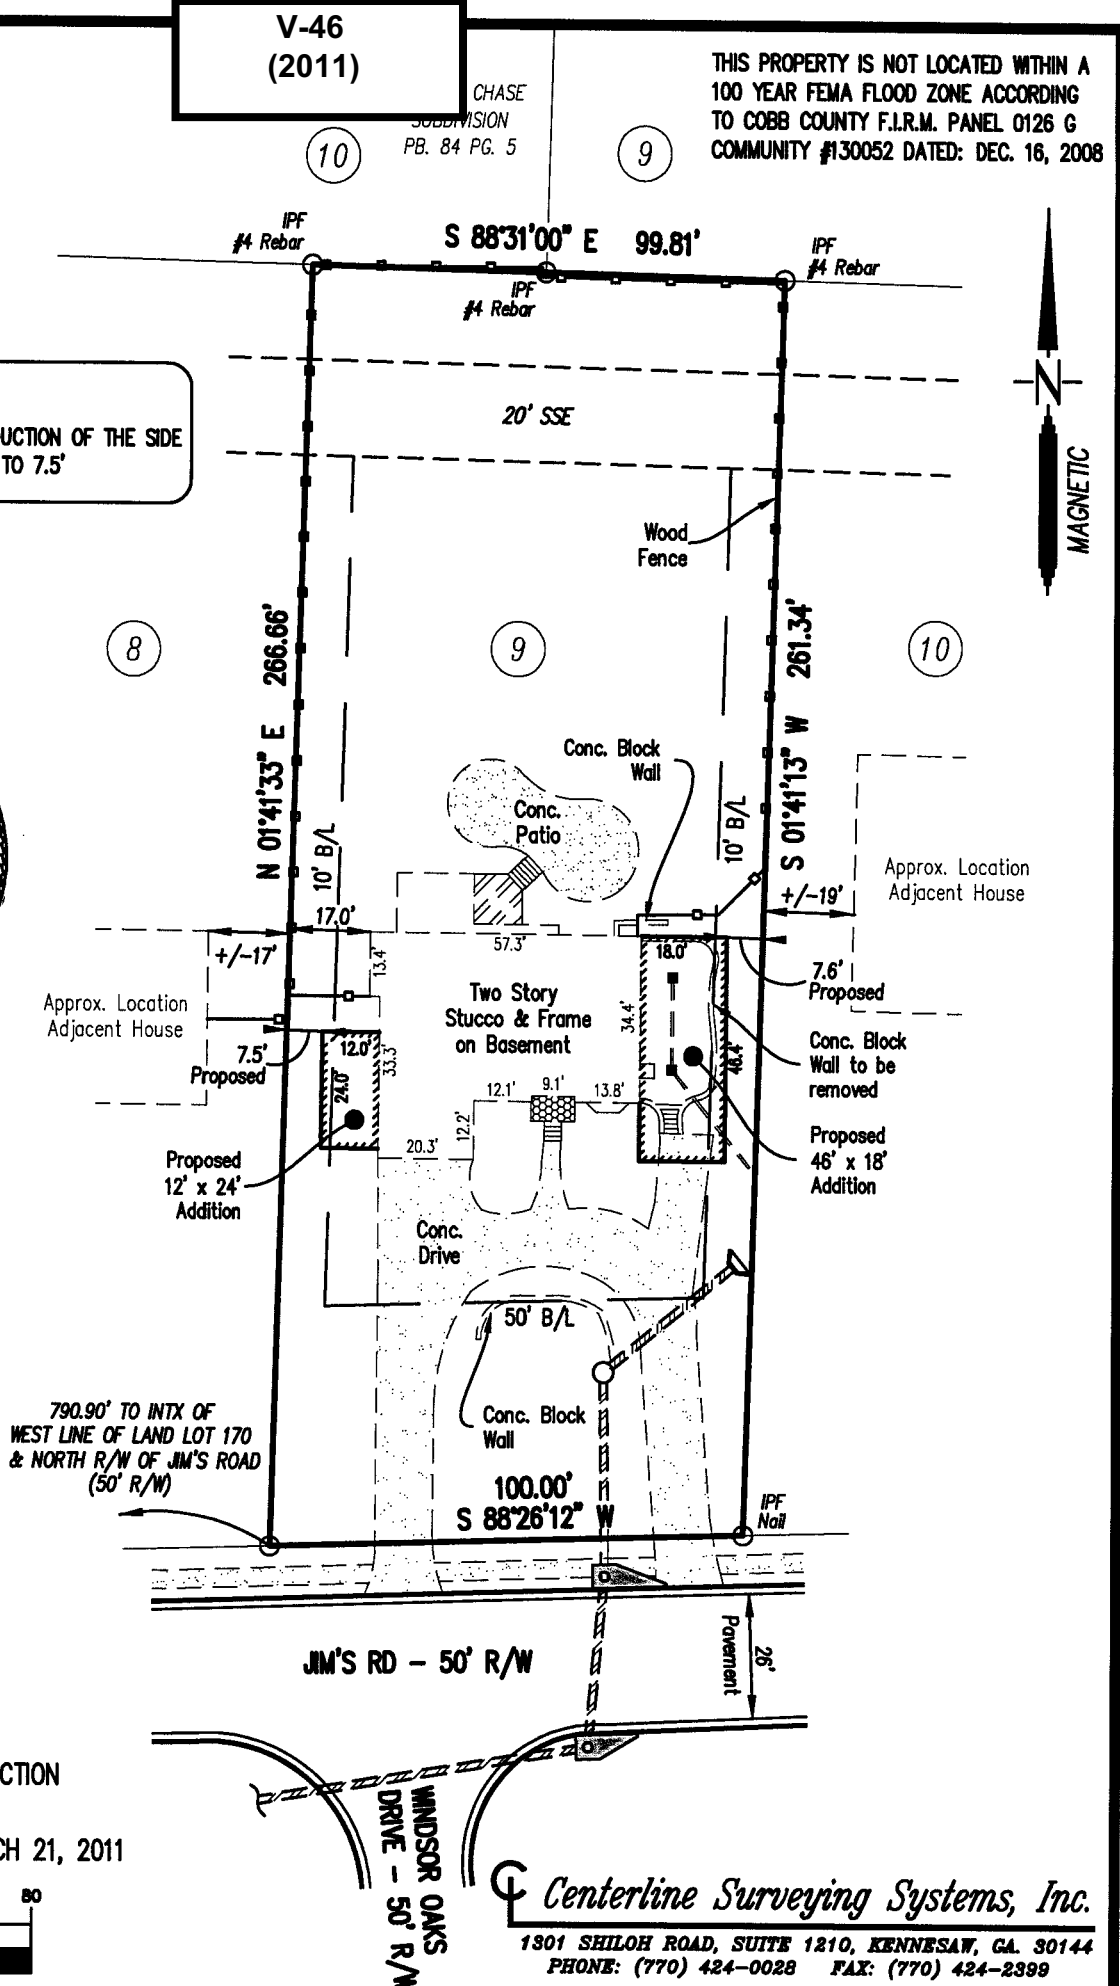 V-46
(2011)
CHASE
SUBDIVISION
PB. 84 PG. 5
THIS PROPERTY IS NOT LOCATED WITHIN A
100 YEAR FEMA FLOOD ZONE ACCORDING
TO COBB COUNTY F.I.R.M. PANEL 0126 G
COMMUNITY #130052 DATED: DEC. 16, 2008
10
9
IPF
#4 Rebar
S 88°31'00" E 99.81'
IPF
#4 Rebar
IPF
#4 Rebar
N
MAGNETIC
20' SSE
UCTION OF THE SIDE
TO 7.5'
Wood
Fence
8
9
10
N 01°41'33" E 266.66'
S 01°41'13" W 261.34'
10' B/L
10' B/L
Conc. Block
Wall
Conc.
Patio
Approx. Location
Adjacent House
+/-19'
17.0'
+/-17'
13.4'
57.3'
18.0'
7.6'
Proposed
Approx. Location
Adjacent House
Two Story
Stucco & Frame
on Basement
34.4'
46.4'
Conc. Block
Wall to be
removed
7.5'
Proposed
12.0'
24.0'
33.3'
12.1'
9.1'
13.8'
12.2'
20.3'
Proposed
12' x 24'
Addition
Proposed
46' x 18'
Addition
Conc.
Drive
50' B/L
Conc. Block
Wall
790.90' TO INTX OF
WEST LINE OF LAND LOT 170
& NORTH R/W OF JIM'S ROAD
(50' R/W)
100.00'
S 88°26'12" W
IPF
Nail
JIM'S RD - 50' R/W
26'
Pavement
WINDSOR OAKS
DRIVE - 50' R/W
CTION
CH 21, 2011
80
Centerline Surveying Systems, Inc.
1301 SHILOH ROAD, SUITE 1210, KENNESAW, GA. 30144
PHONE: (770) 424-0028 FAX: (770) 424-2399